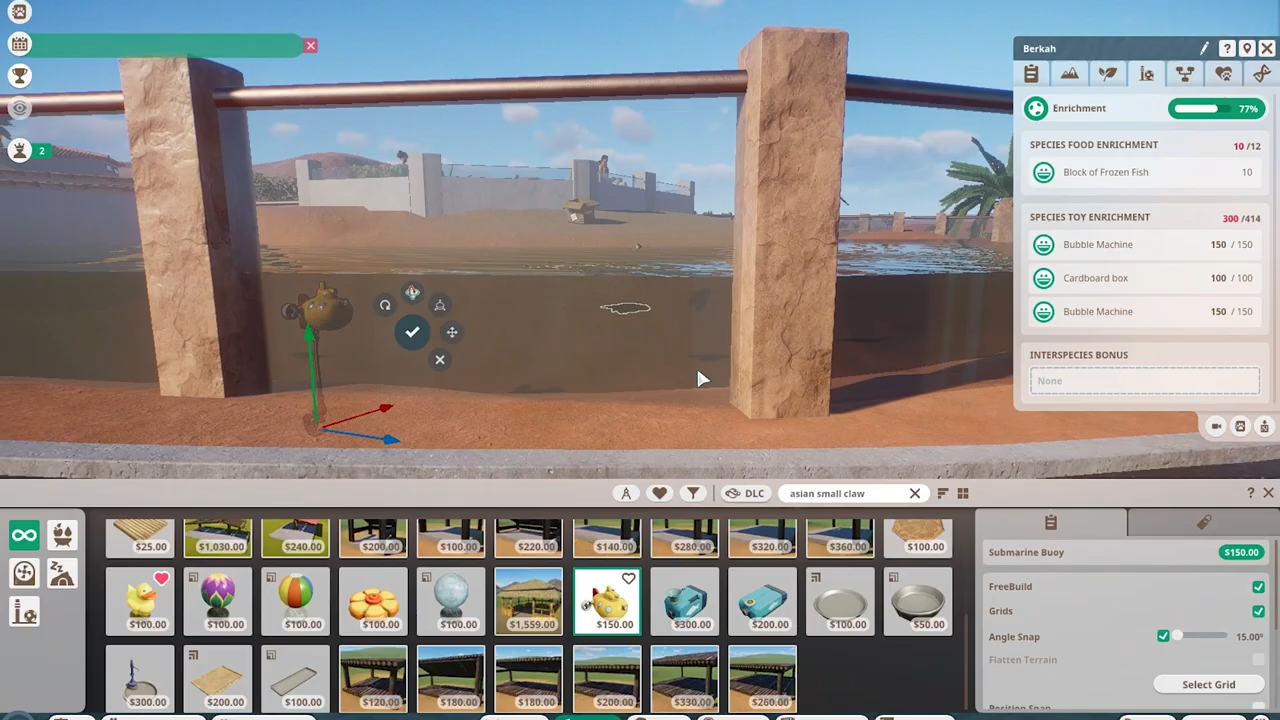 2
Berkah
?
Enrichment 77%
SPECIES FOOD ENRICHMENT 10 /12
Block of Frozen Fish 10
SPECIES TOY ENRICHMENT 300 /414
Bubble Machine 150 / 150
Cardboard box 100 / 100
Bubble Machine 150 / 150
INTERSPECIES BONUS
None
DLC asian small claw ?
$25.00 $1,030.00 $240.00 $200.00 $100.00 $220.00 $140.00 $280.00 $320.00 $360.00 $100.00
$100.00 $100.00 $100.00 $100.00 $100.00 $1,559.00 $150.00 $300.00 $200.00 $100.00 $50.00
$300.00 $200.00 $100.00 $120.00 $180.00 $180.00 $200.00 $330.00 $260.00
Submarine Buoy $150.00
FreeBuild
Grids
Angle Snap 15.00°
Flatten Terrain
Select Grid
Position Snap